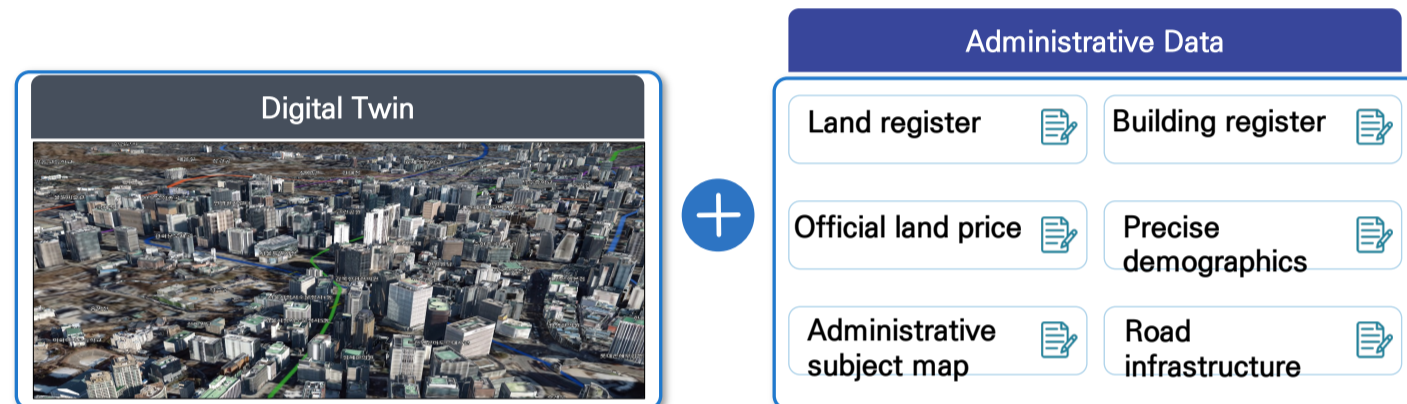 Administrative Data
Digital Twin
Land register
Building register
Official land price
Precise
demographics
Administrative
subject map
Road
infrastructure